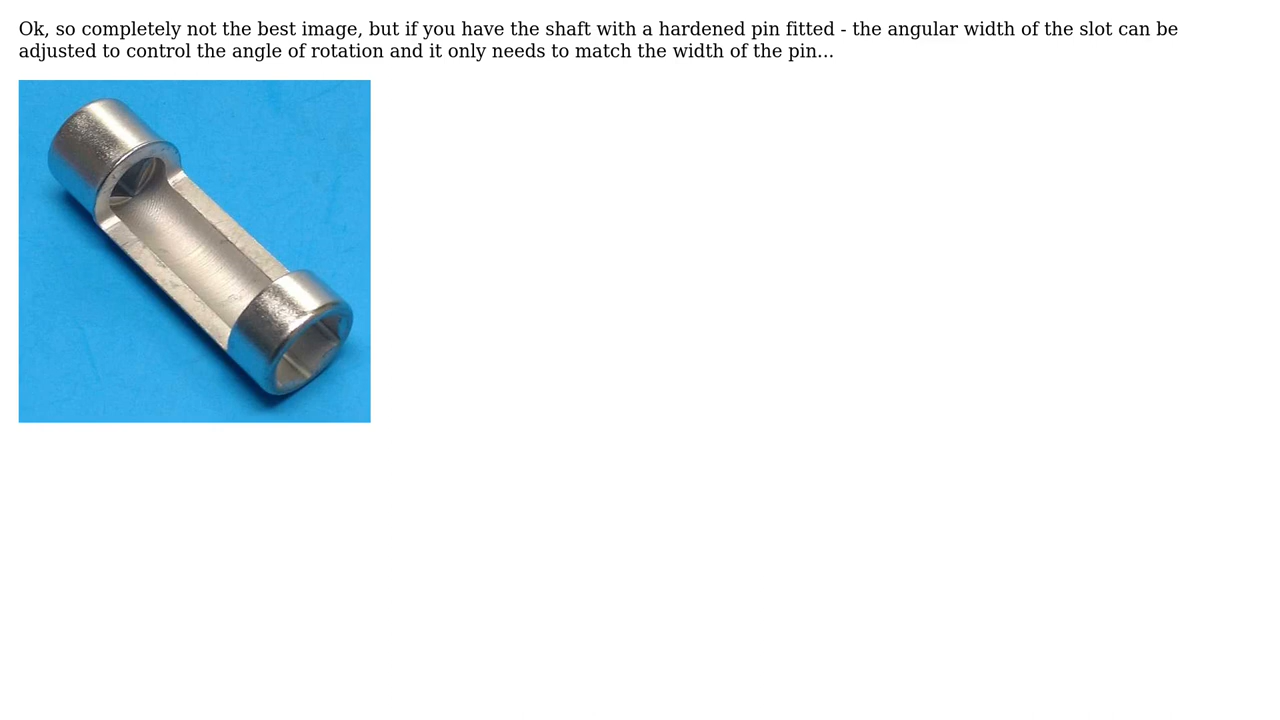 Ok, so completely not the best image, but if you have the shaft with a hardened pin fitted - the angular width of the slot can be
adjusted to control the angle of rotation and it only needs to match the width of the pin...